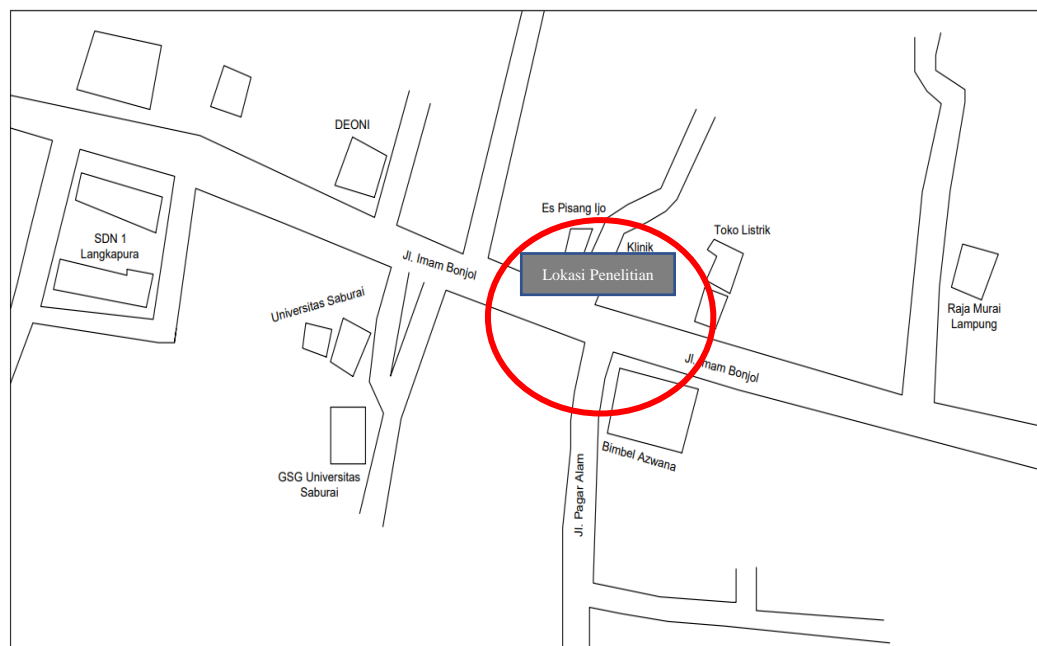 DEONI
Es Pisang Ijo
Toko Listrik
Klinik
SDN 1
Langkapura
Jl. Imam Bonjol
Lokasi Penelitian
Universitas Saburai
Raja Murai
Lampung
Jl. Imam Bonjol
Bimbel Azwana
GSG Universitas
Saburai
Jl. Pagar Alam